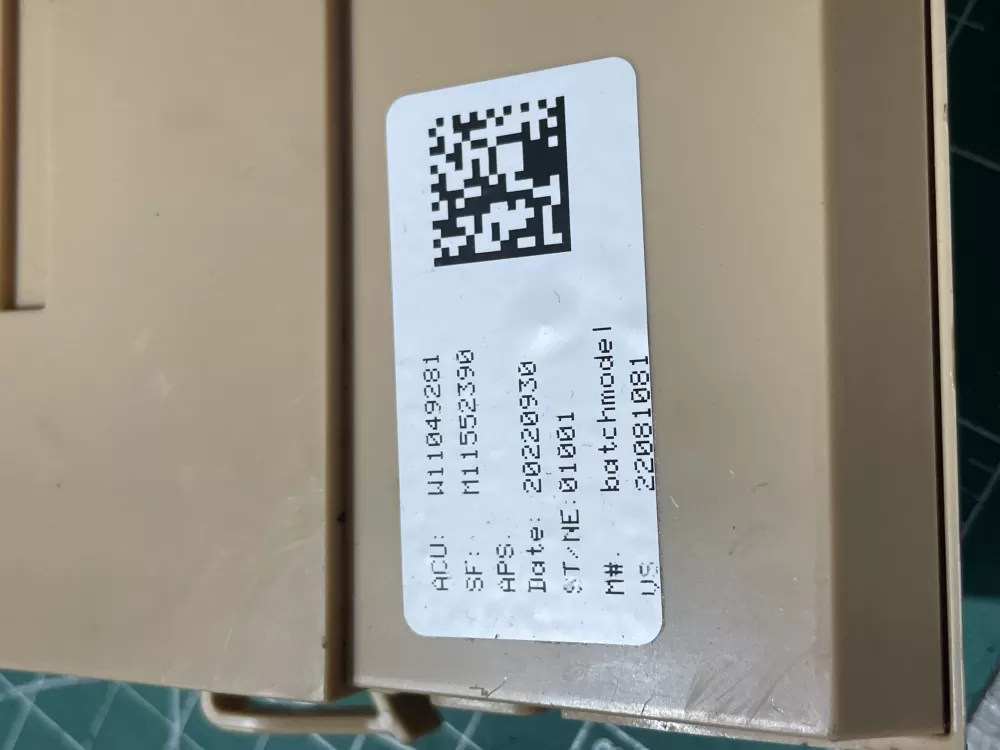 ACU: W11049281
SF: M11552390
APS:
Date: 20220930
ST/NE:01001
M#. batchmodel
VS 22081081